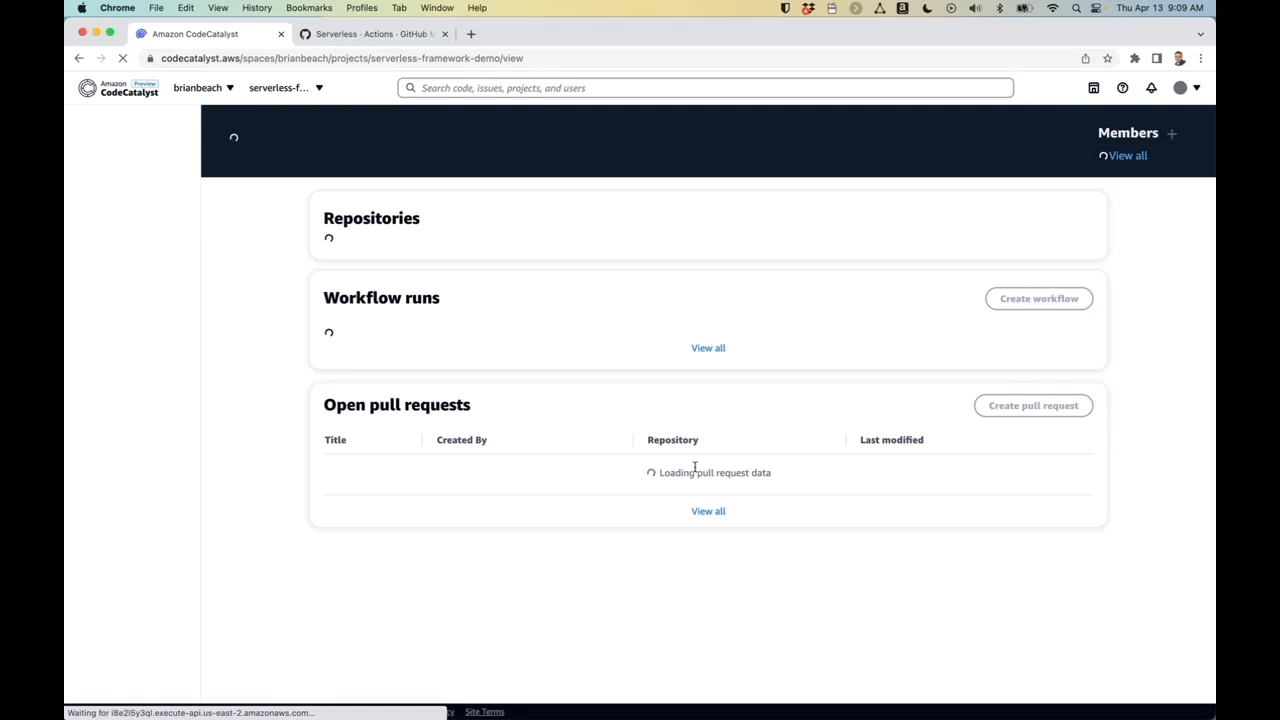 Chrome File Edit View History Bookmarks Profiles Tab Window Help Thu Apr 13 9:09 AM
Amazon CodeCatalyst Serverless · Actions · GitHub M
codecatalyst.aws/spaces/brianbeach/projects/serverless-framework-demo/view
Amazon Preview
CodeCatalyst brianbeach serverless-f... Search code, issues, projects, and users
Members +
View all
Repositories
Workflow runs Create workflow
View all
Open pull requests Create pull request
Title Created By Repository Last modified
Loading pull request data
View all
Waiting for i8e2l5y3ql.execute-api.us-east-2.amazonaws.com... cy Site Terms